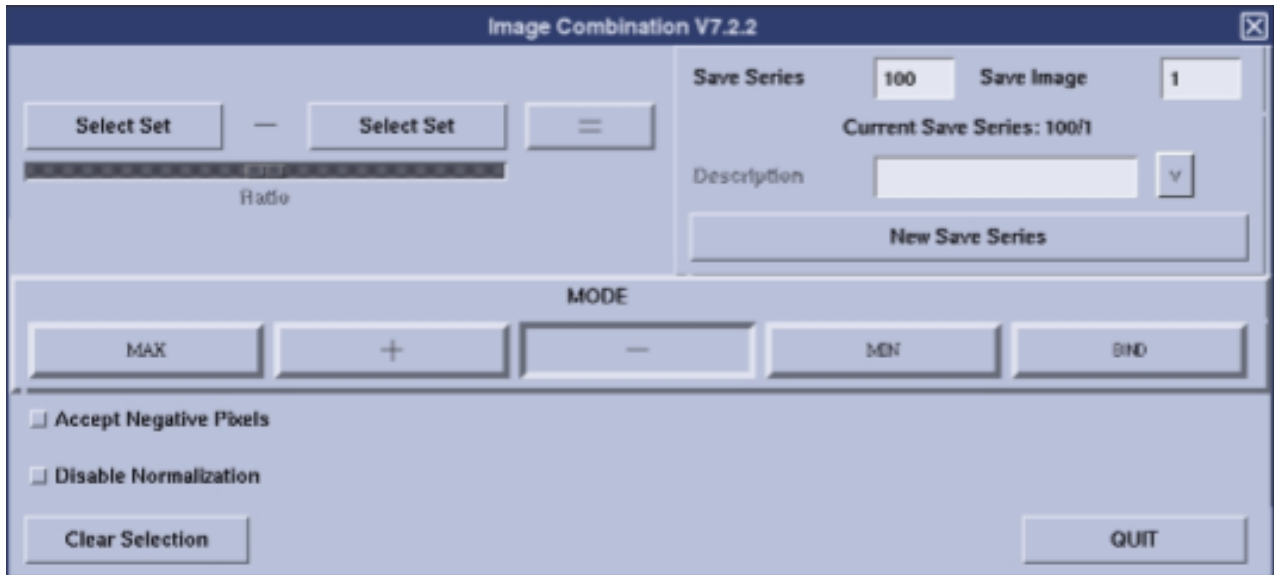 Image Combination V7.2.2
Save Series 100 Save Image 1
Select Set — Select Set =
Current Save Series: 100/1
Description V
Ratio
New Save Series
MODE
MAX + — MIN BIND
Accept Negative Pixels
Disable Normalization
Clear Selection QUIT